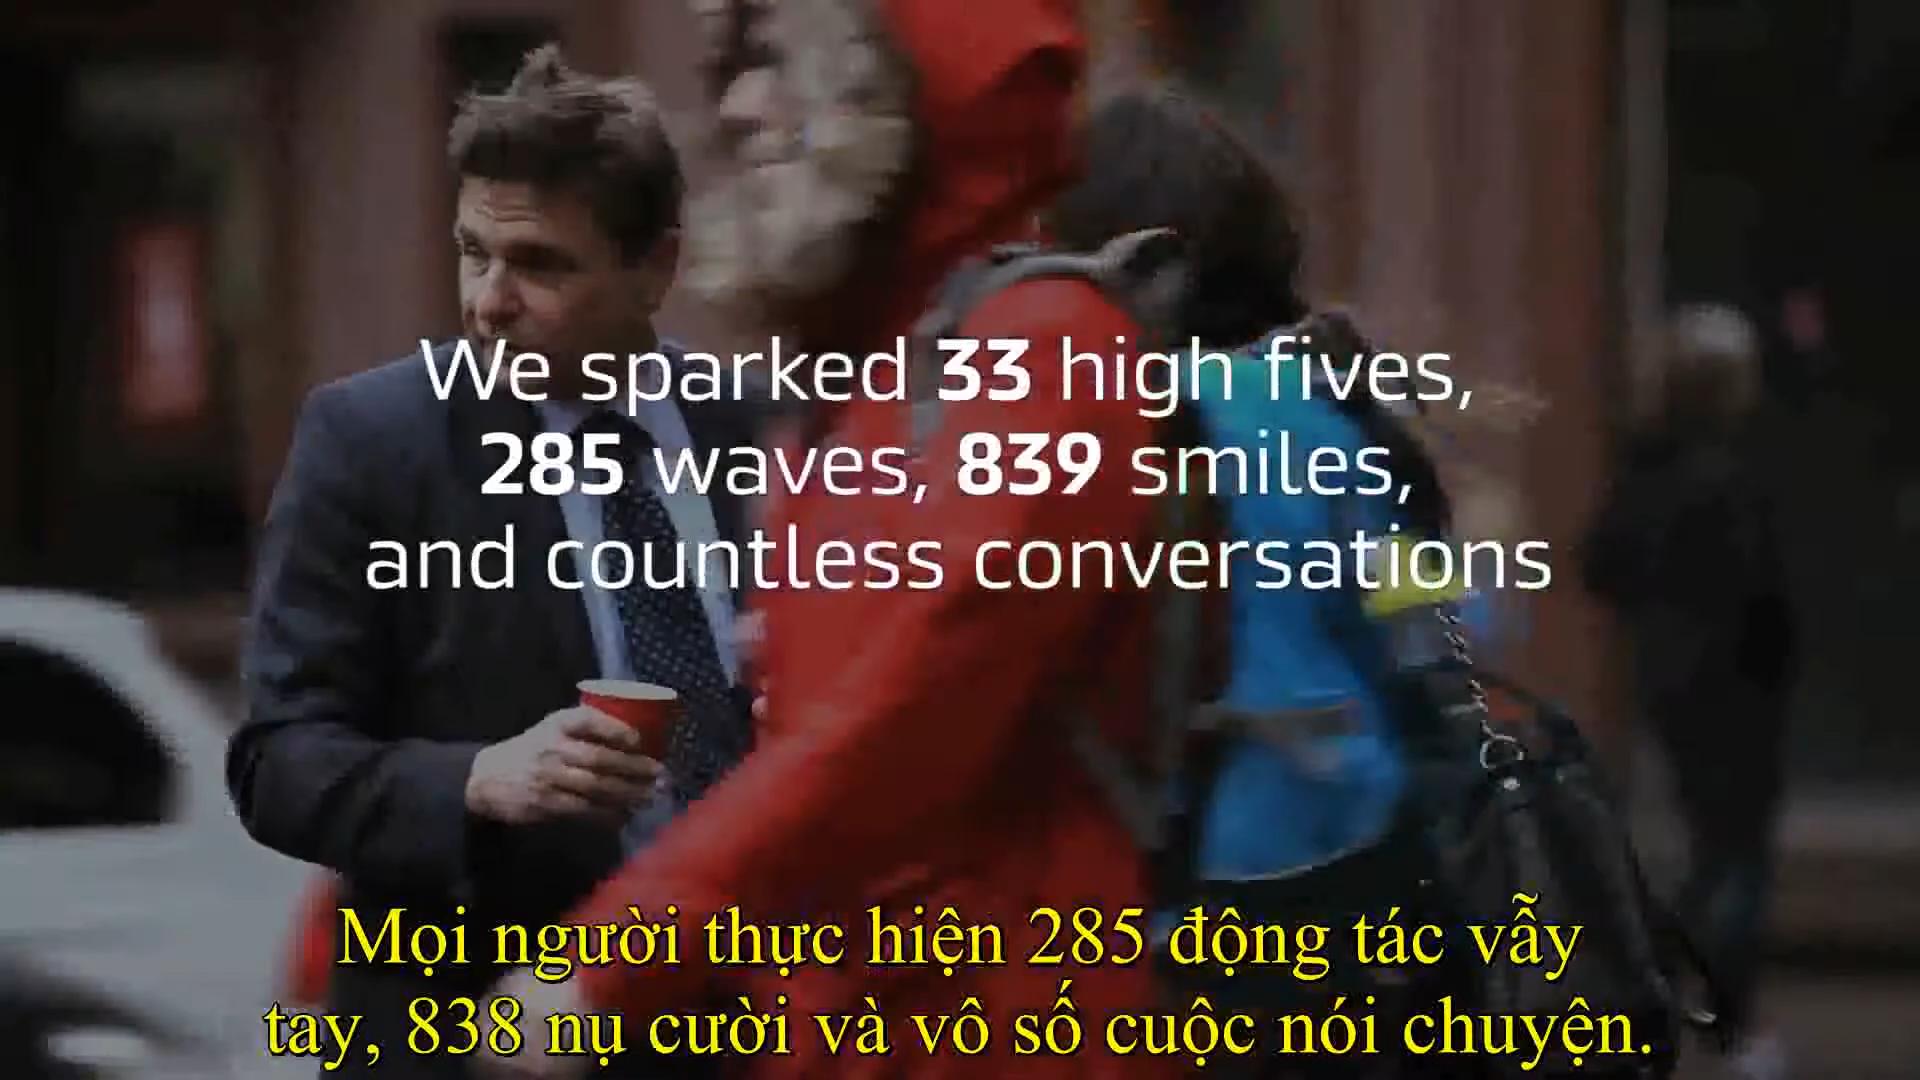 We sparked 33 high fives,
285 waves, 839 smiles,
and countless conversations
Mọi người thực hiện 285 động tác vẫy
tay, 838 nụ cười và vô số cuộc nói chuyện.